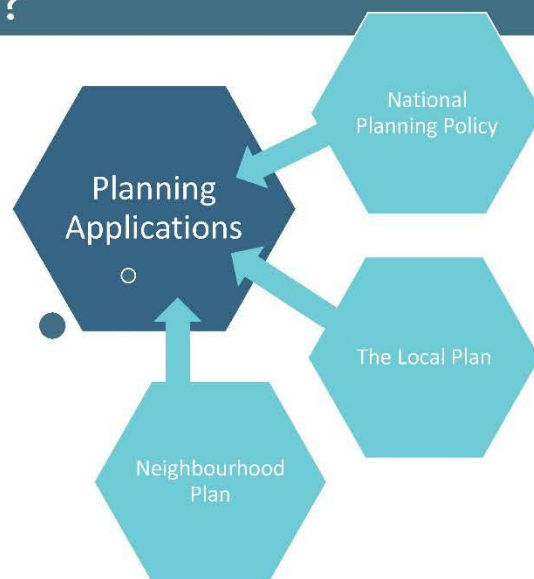 ?
National
Planning Policy
Planning
Applications
The Local Plan
Neighbourhood
Plan